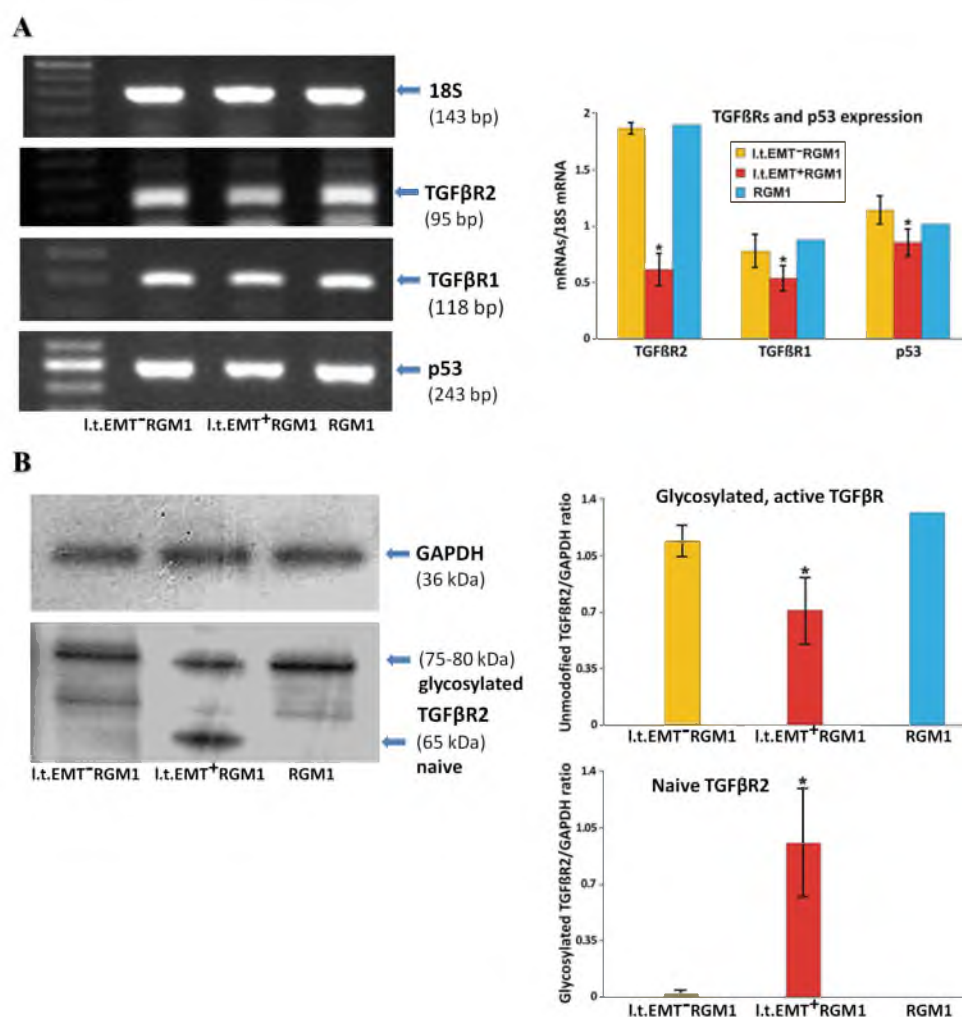 A
18S
(143 bp)
TGFβR2
(95 bp)
TGFβR1
(118 bp)
p53
(243 bp)
I.t.EMT⁻RGM1 I.t.EMT⁺RGM1 RGM1
TGFßRs and p53 expression
I.t.EMT⁻RGM1
I.t.EMT⁺RGM1
RGM1
mRNAs/18S mRNA
2
1.5
1
0.5
0
* * *
TGFßR2 TGFßR1 p53
B
GAPDH
(36 kDa)
(75-80 kDa)
glycosylated
TGFβR2
(65 kDa)
naive
I.t.EMT⁻RGM1 I.t.EMT⁺RGM1 RGM1
Glycosylated, active TGFβR
Unmodofied TGFßR2/GAPDH ratio
1.4
1.05
0.7
0.35
0
*
I.t.EMT⁻RGM1 I.t.EMT⁺RGM1 RGM1
Naive TGFβR2
Glycosylated TGFßR2/GAPDH ratio
1.4
1.05
0.7
0.35
0
*
I.t.EMT⁻RGM1 I.t.EMT⁺RGM1 RGM1